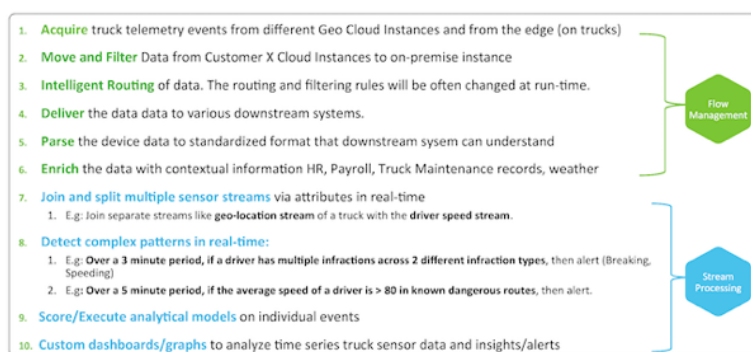 1. Acquire truck telemetry events from different Geo Cloud Instances and from the edge (on trucks)
2. Move and Filter Data from Customer X Cloud Instances to on-premise instance
3. Intelligent Routing of data. The routing and filtering rules will be often changed at run-time.
4. Deliver the data data to various downstream systems.
5. Parse the device data to standardized format that downstream sysem can understand
6. Enrich the data with contextual information HR, Payroll, Truck Maintenance records, weather
Flow
Management
7. Join and split multiple sensor streams via attributes in real-time
1. E.g: Join separate streams like geo-location stream of a truck with the driver speed stream.
8. Detect complex patterns in real-time:
1. E.g: Over a 3 minute period, if a driver has multiple infractions across 2 different infraction types, then alert (Breaking,
Speeding)
2. E.g: Over a 5 minute period, if the average speed of a driver is > 80 in known dangerous routes, then alert.
9. Score/Execute analytical models on individual events
10. Custom dashboards/graphs to analyze time series truck sensor data and insights/alerts
Stream
Processing